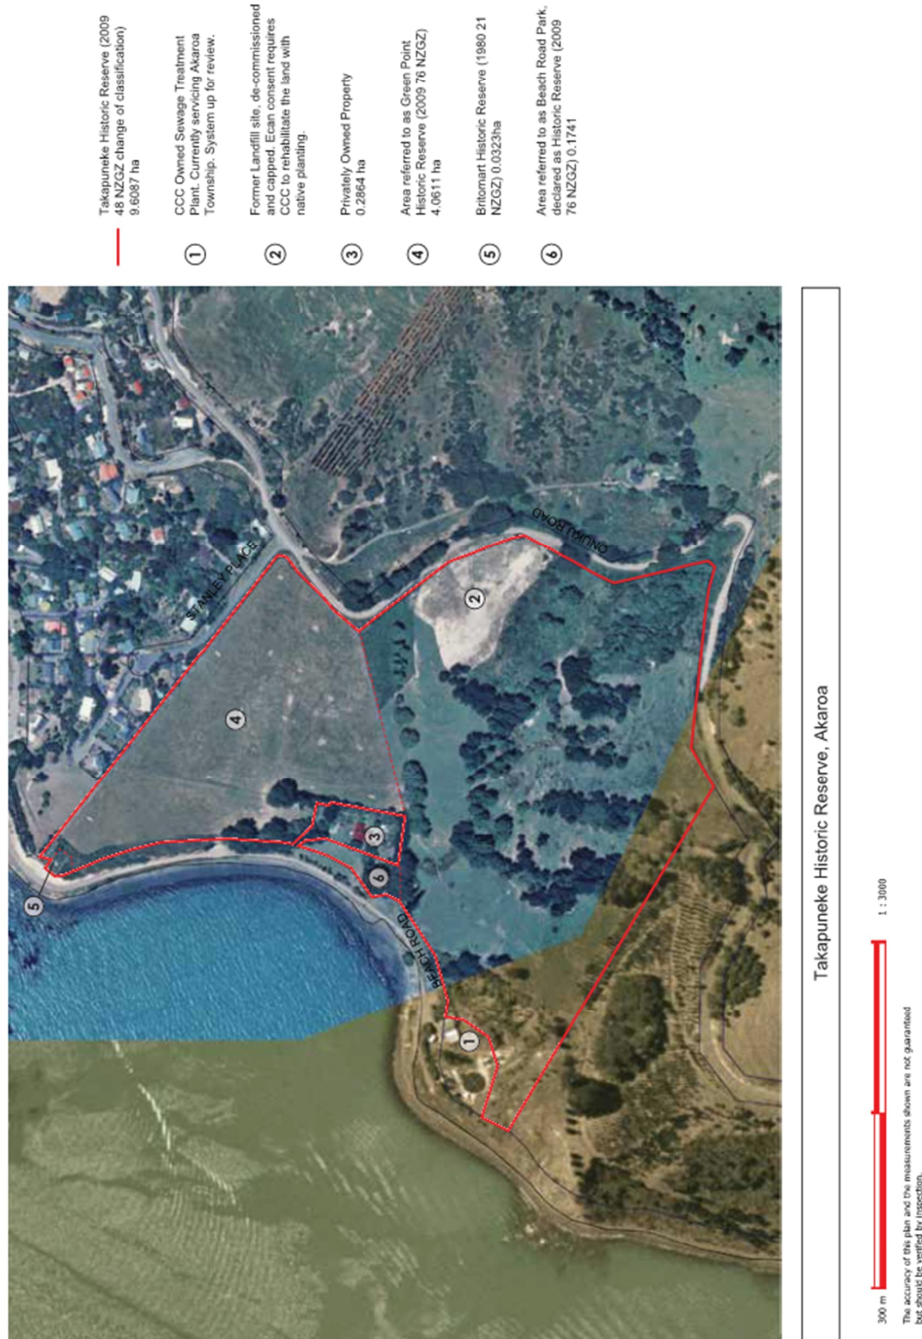 Takapuneke Historic Reserve (2009
48 NZGZ change of classification)
9.6087 ha
1
CCC Owned Sewage Treatment
Plant. Currently servicing Akaroa
Township. System up for review.
2
Former Landfill site, de-commissioned
and capped. Ecan consent requires
CCC to rehabilitate the land with
native planting.
3
Privately Owned Property
0.2864 ha
4
Area referred to as Green Point
Historic Reserve (2009 76 NZGZ)
4.0611 ha
5
Britomart Historic Reserve (1980 21
NZGZ) 0.0323ha
6
Area referred to as Beach Road Park,
declared as Historic Reserve (2009
76 NZGZ) 0.1741
STANLEY PLACE
ONUKU ROAD
BEACH ROAD
1
2
3
4
5
6
Takapuneke Historic Reserve, Akaroa
300 m
1 : 3000
The accuracy of this plan and the measurements shown are not guaranteed
but should be verified by inspection.